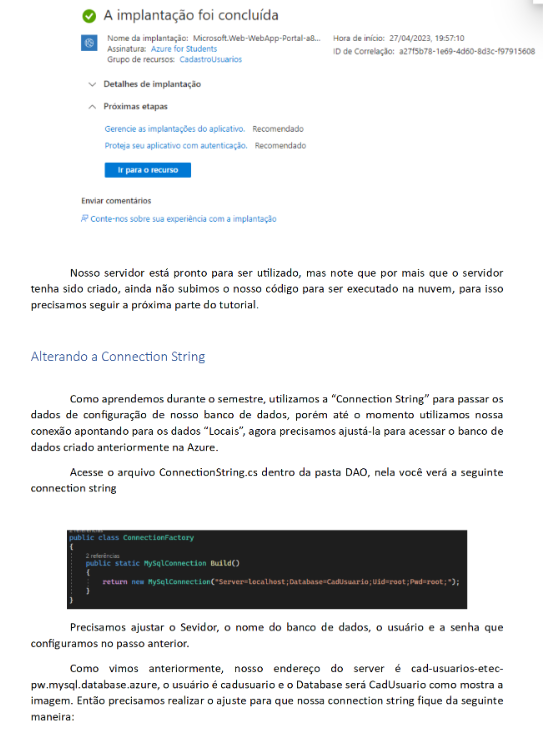 A implantação foi concluída
Nome da implantação: Microsoft.Web-WebApp-Portal-a8... Hora de início: 27/04/2023, 19:57:10
Assinatura: Azure for Students ID de Correlação: a27f5b78-1e69-4d60-8d3c-f97915608
Grupo de recursos: CadastroUsuarios
Detalhes de implantação
Próximas etapas
Gerencie as implantações do aplicativo. Recomendado
Proteja seu aplicativo com autenticação. Recomendado
Ir para o recurso
Enviar comentários
Conte-nos sobre sua experiência com a implantação
Nosso servidor está pronto para ser utilizado, mas note que por mais que o servidor
tenha sido criado, ainda não subimos o nosso código para ser executado na nuvem, para isso
precisamos seguir a próxima parte do tutorial.
Alterando a Connection String
Como aprendemos durante o semestre, utilizamos a “Connection String” para passar os
dados de configuração de nosso banco de dados, porém até o momento utilizamos nossa
conexão apontando para os dados “Locais”, agora precisamos ajustá-la para acessar o banco de
dados criado anteriormente na Azure.
Acesse o arquivo ConnectionString.cs dentro da pasta DAO, nela você verá a seguinte
connection string
public class ConnectionFactory
{
2 referências
public static MySqlConnection Build()
{
return new MySqlConnection("Server=localhost;Database=CadUsuario;Uid=root;Pwd=root;");
}
}
Precisamos ajustar o Sevidor, o nome do banco de dados, o usuário e a senha que
configuramos no passo anterior.
Como vimos anteriormente, nosso endereço do server é cad-usuarios-etec-
pw.mysql.database.azure, o usuário é cadusuario e o Database será CadUsuario como mostra a
imagem. Então precisamos realizar o ajuste para que nossa connection string fique da seguinte
maneira: